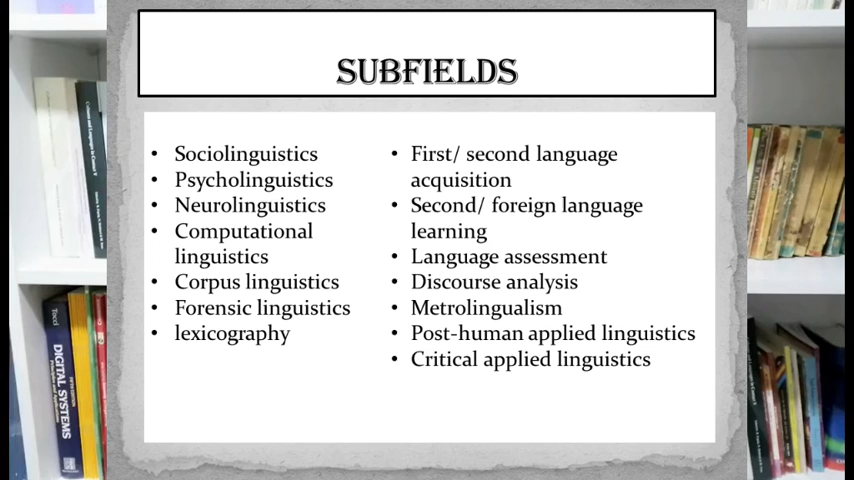 SUBFIELDS
• Sociolinguistics
• Psycholinguistics
• Neurolinguistics
• Computational
linguistics
• Corpus linguistics
• Forensic linguistics
• lexicography
• First/ second language
acquisition
• Second/ foreign language
learning
• Language assessment
• Discourse analysis
• Metrolingualism
• Post-human applied linguistics
• Critical applied linguistics
Tocci
DIGITAL SYSTEMS